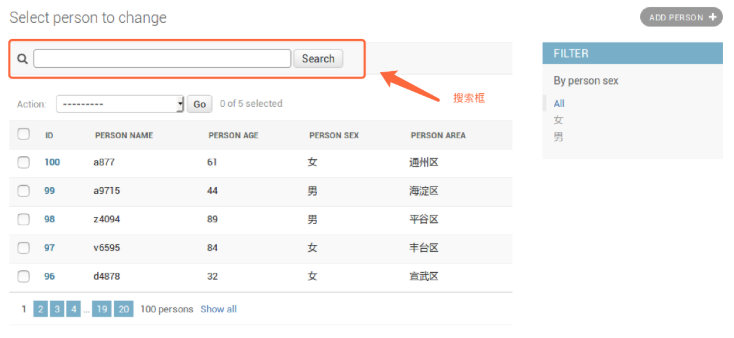 Select person to change
ADD PERSON +
Search
搜索框
FILTER
By person sex
All
女
男
Action: --------- Go 0 of 5 selected
ID PERSON NAME PERSON AGE PERSON SEX PERSON AREA
100 a877 61 女 通州区
99 a9715 44 男 海淀区
98 z4094 89 男 平谷区
97 v6595 84 女 丰台区
96 d4878 32 女 宣武区
1 2 3 4 ... 19 20 100 persons Show all